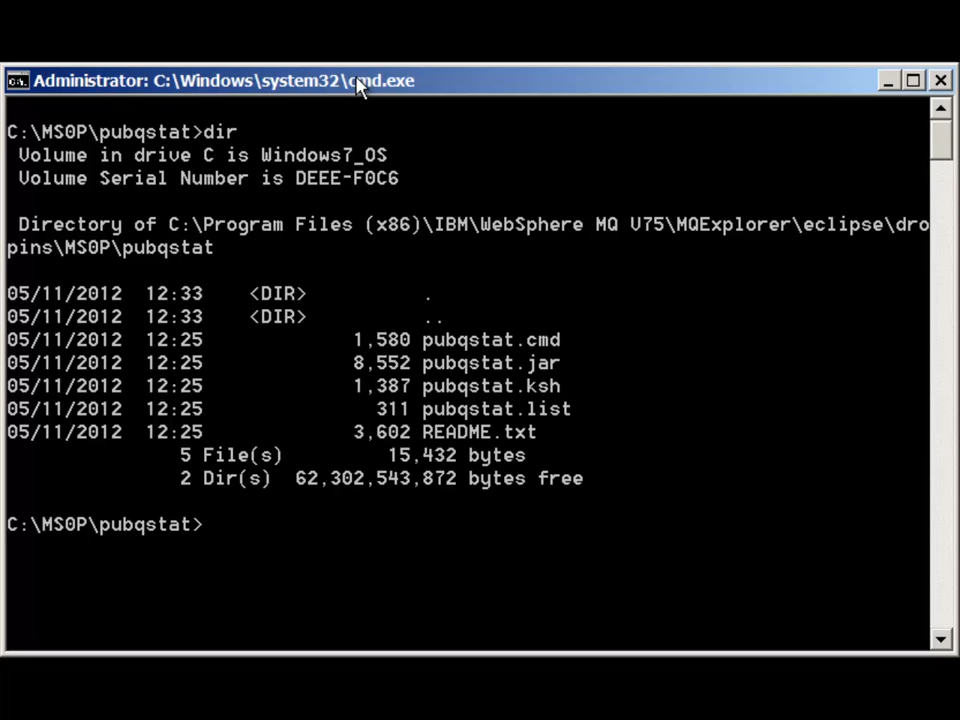 Administrator: C:\Windows\system32\cmd.exe
C:\MS0P\pubqstat>dir
Volume in drive C is Windows7_OS
Volume Serial Number is DEEE-F0C6
Directory of C:\Program Files (x86)\IBM\WebSphere MQ V75\MQExplorer\eclipse\dro
pins\MS0P\pubqstat
05/11/2012 12:33 <DIR> .
05/11/2012 12:33 <DIR> ..
05/11/2012 12:25 1,580 pubqstat.cmd
05/11/2012 12:25 8,552 pubqstat.jar
05/11/2012 12:25 1,387 pubqstat.ksh
05/11/2012 12:25 311 pubqstat.list
05/11/2012 12:25 3,602 README.txt
5 File(s) 15,432 bytes
2 Dir(s) 62,302,543,872 bytes free
C:\MS0P\pubqstat>